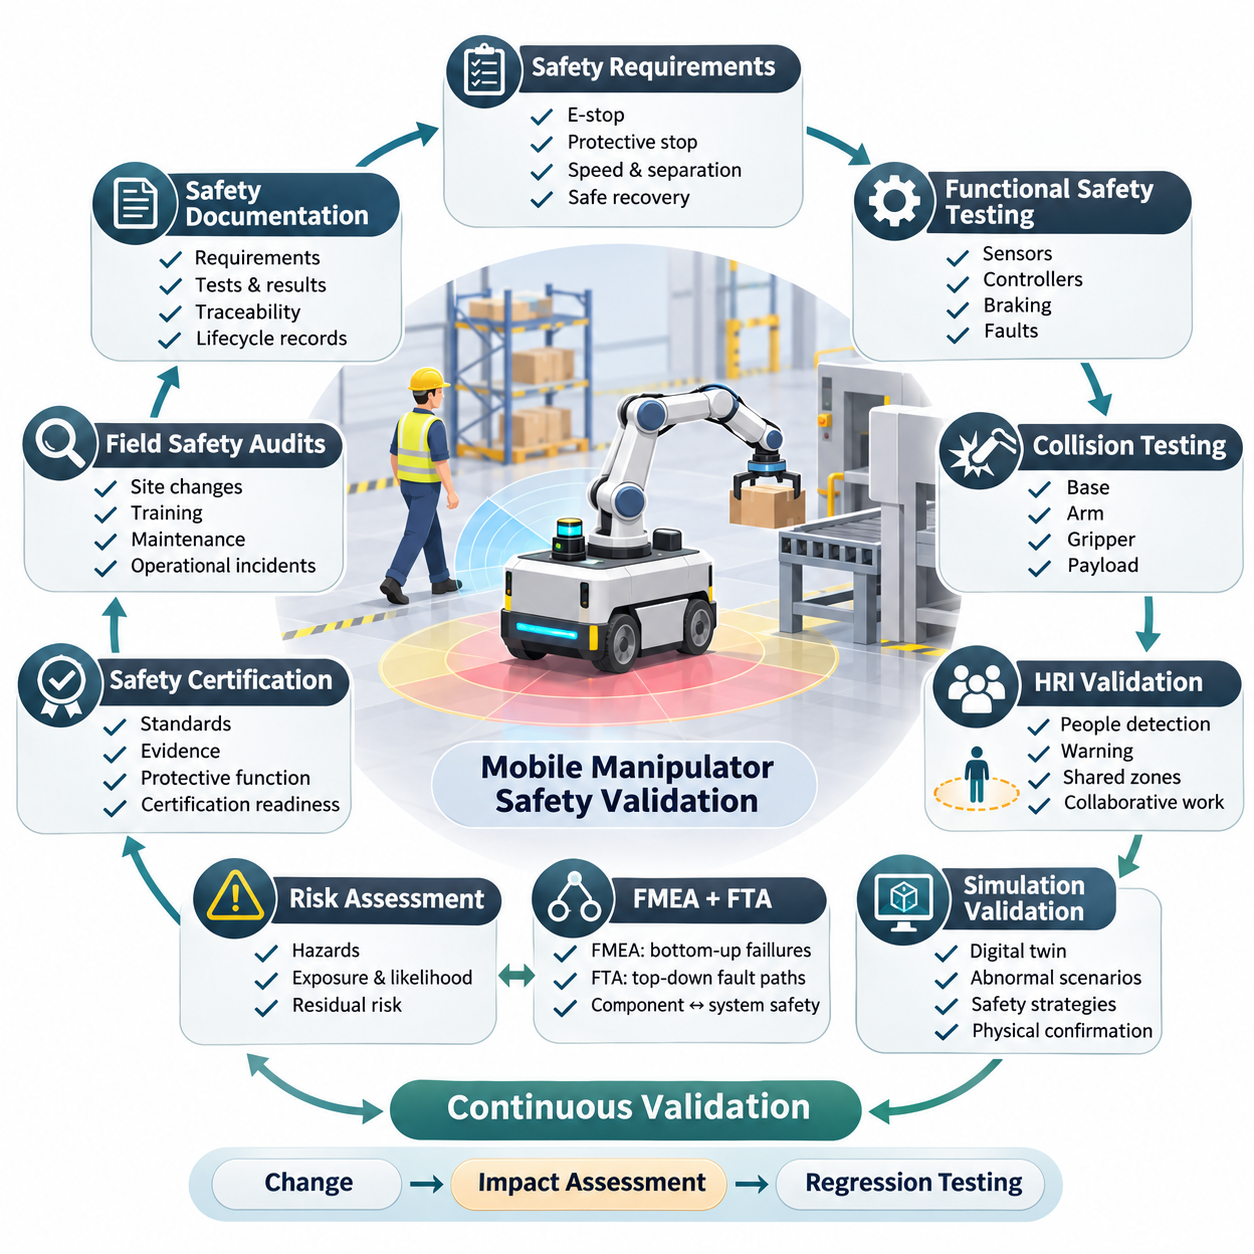 Safety Requirements
E-stop
Protective stop
Speed & separation
Safe recovery
Functional Safety
Testing
Sensors
Controllers
Braking
Faults
Collision Testing
Base
Arm
Gripper
Payload
HRI Validation
People detection
Warning
Shared zones
Collaborative work
Simulation
Validation
Digital twin
Abnormal scenarios
Safety strategies
Physical confirmation
FMEA + FTA
FMEA: bottom-up faillures
FTA: top-down fault paths
Component ↔ system safety
Risk Assessment
Hazards
Exposure & likelihood
Residual risk
Safety Certification
Standards
Evidence
Protective function
Certification readiness
Field Safety Audits
Site changes
Training
Maintenance
Operational incidents
Safety
Documentation
Requirements
Tests & results
Traceability
Lifecycle records
Mobile Manipulator
Safety Validation
Continuous Validation
Change
Impact Assessment
Regression Testing